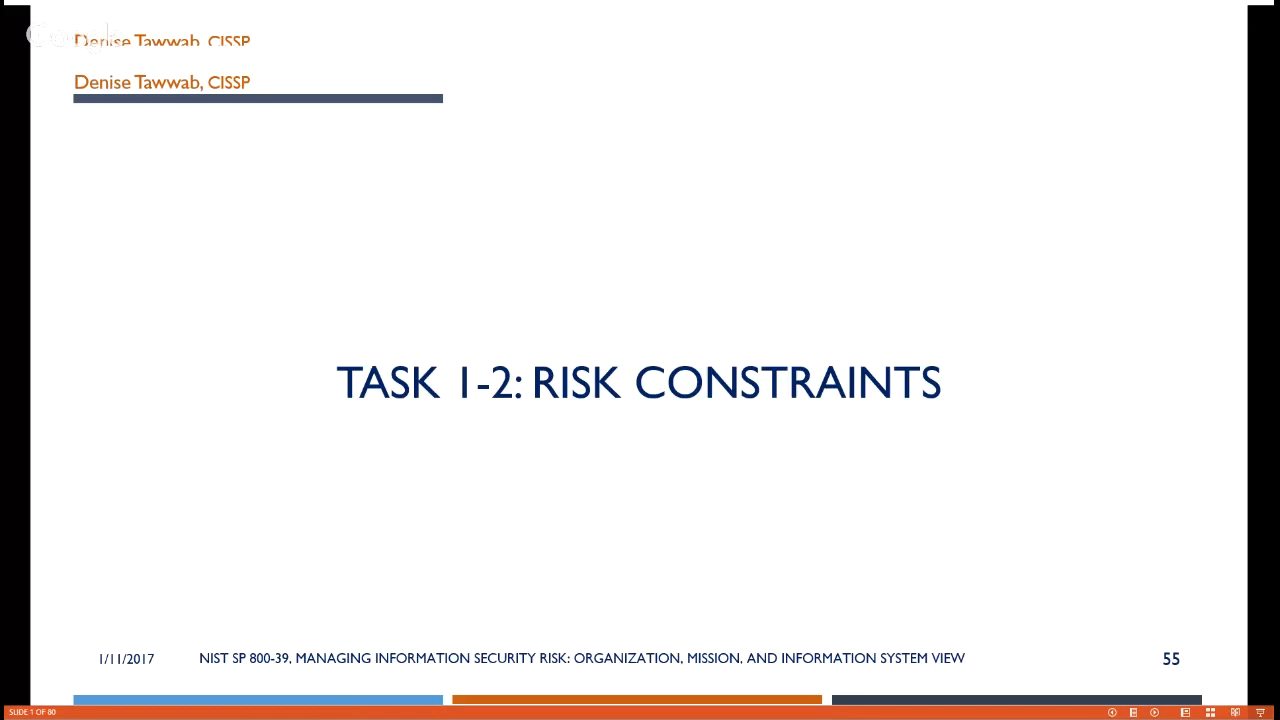 Denise Tawwab, CISSP
Denise Tawwab, CISSP
TASK 1-2: RISK CONSTRAINTS
1/11/2017 NIST SP 800-39, MANAGING INFORMATION SECURITY RISK: ORGANIZATION, MISSION, AND INFORMATION SYSTEM VIEW 55
SLIDE 1 OF 80